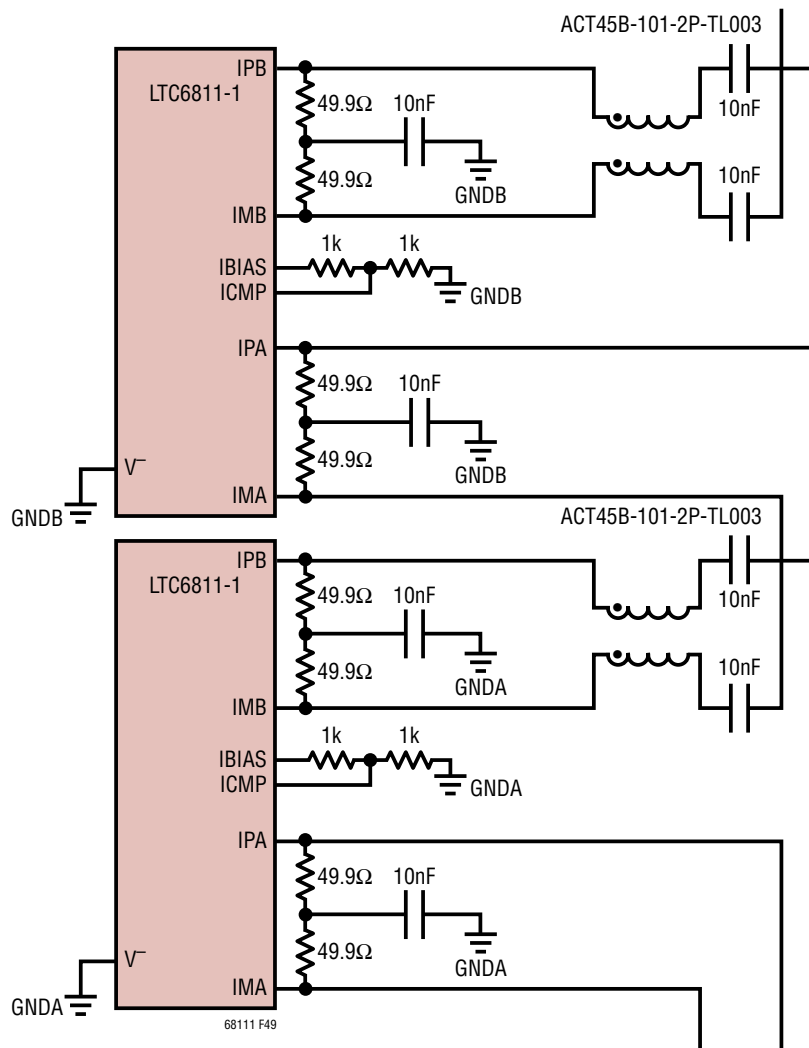 ACT45B-101-2P-TL003
IPB
LTC6811-1
49.9Ω
10nF
10nF
GNDB
49.9Ω
10nF
IMB
1k
1k
IBIAS
ICMP
GNDB
IPA
49.9Ω
10nF
49.9Ω
GNDB
V–
IMA
GNDB
ACT45B-101-2P-TL003
IPB
LTC6811-1
49.9Ω
10nF
10nF
GNDA
49.9Ω
10nF
IMB
1k
1k
IBIAS
ICMP
GNDA
IPA
49.9Ω
10nF
49.9Ω
GNDA
V–
IMA
GNDA
68111 F49